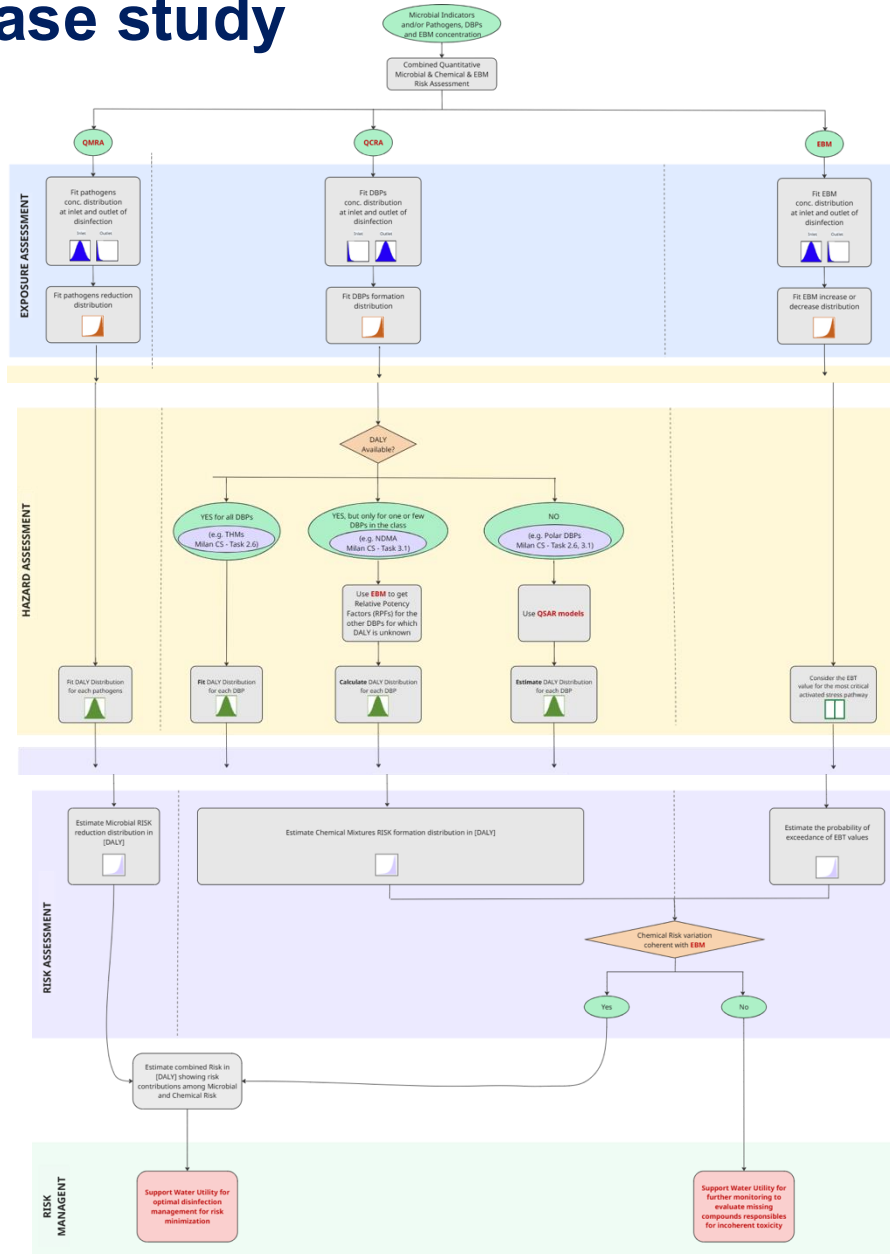 ase study
Microbial Indicators
and/or Pathogens, DBPs
and EBM concentration
Combined Quantitative
Microbial & Chemical & EBM
Risk Assessment
QMRA
QCRA
EBM
EXPOSURE ASSESSMENT
Fit pathogens
conc. distribution
at inlet and outlet of
disinfection
Inlet Outlet
Fit DBPs
conc. distribution
at inlet and outlet of
disinfection
Inlet Outlet
Fit EBM
conc. distribution
at inlet and outlet of
disinfection
Inlet Outlet
Fit pathogens reduction
distribution
Fit DBPs formation
distribution
Fit EBM increase or
decrease distribution
HAZARD ASSESSMENT
DALY
Available?
YES for all DBPs
(e.g. THMs
Milan CS - Task 2.6)
YES, but only for one or few
DBPs in the class
(e.g. NDMA
Milan CS - Task 3.1)
NO
(e.g. Polar DBPs
Milan CS - Task 2.6, 3.1)
Use EBM to get
Relative Potency
Factors (RPFs) for the
other DBPs for which
DALY is unknown
Use QSAR models
Fit DALY Distribution
for each pathogens
Fit DALY Distribution
for each DBP
Calculate DALY Distribution
for each DBP
Estimate DALY Distribution
for each DBP
Consider the EBT
value for the most critical
activated stress pathway
RISK ASSESSMENT
Estimate Microbial RISK
reduction distribution in
[DALY]
Estimate Chemical Mixtures RISK formation distribution in [DALY]
Estimate the probability of
exceedance of EBT values
Chemical Risk variation
coherent with EBM
Yes
No
Estimate combined Risk in
[DALY] showing risk
contributions among Microbial
and Chemical Risk
RISK
MANAGENT
Support Water Utility for
optimal disinfection
management for risk
minimization
Support Water Utility for
further monitoring to
evaluate missing
compounds responsibles
for incoherent toxicity